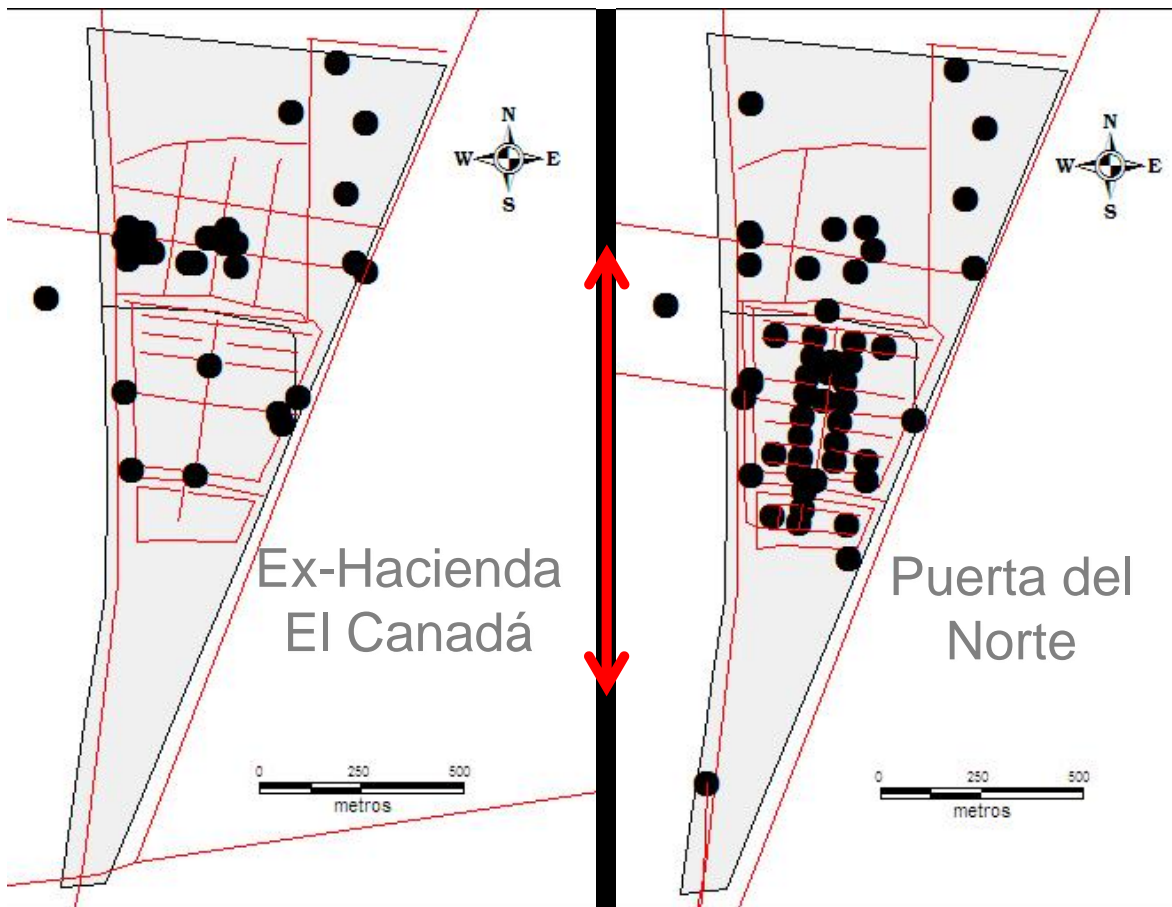 N
W E
S
Ex-Hacienda
El Canadá
0 250 500
metros
N
W E
S
Puerta del
Norte
0 250 500
metros